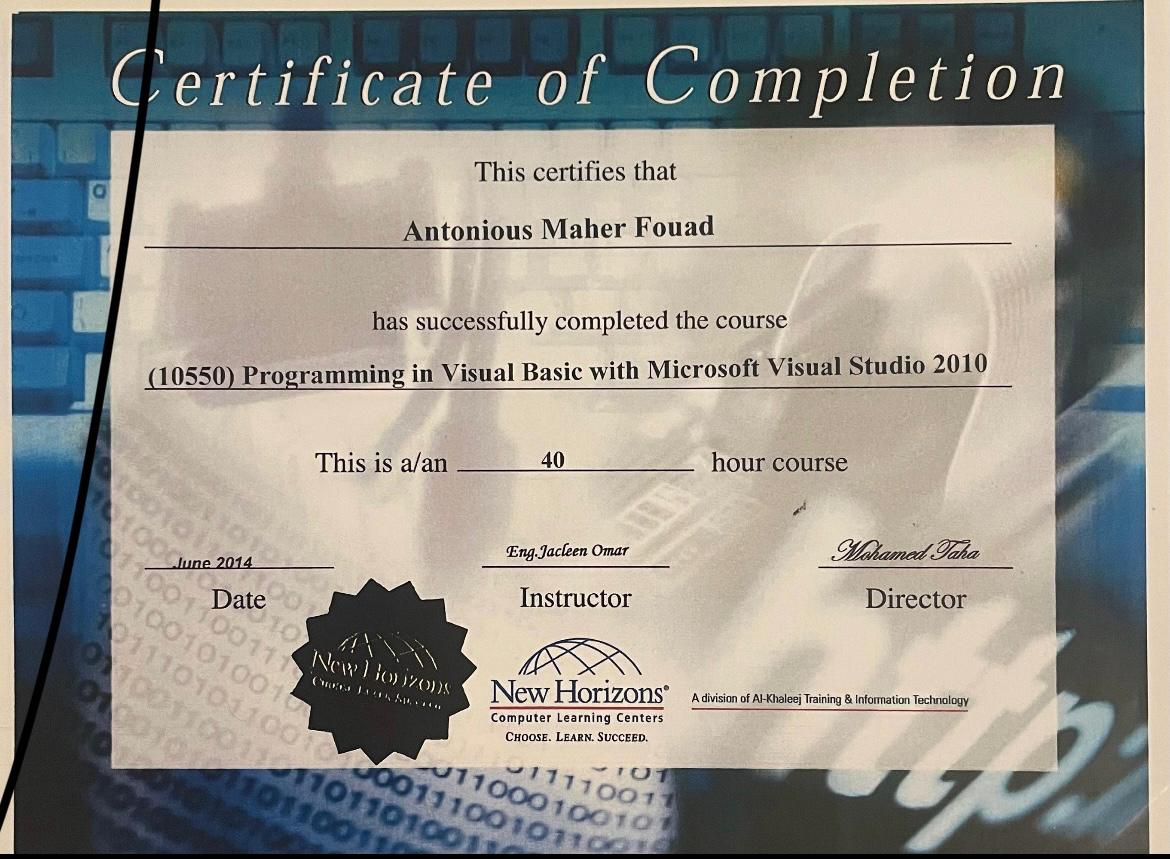 Certificate of Completion
This certifies that
Antonious Maher Fouad
has successfully completed the course
(10550) Programming in Visual Basic with Microsoft Visual Studio 2010
This is a/an 40 hour course
June 2014 Eng.Jacleen Omar Mohamed Taha
Date Instructor Director
New Horizons
Choose. Learn. Succeed.
New Horizons®
Computer Learning Centers
CHOOSE. LEARN. SUCCEED.
A division of Al-Khaleej Training & Information Technology
http: